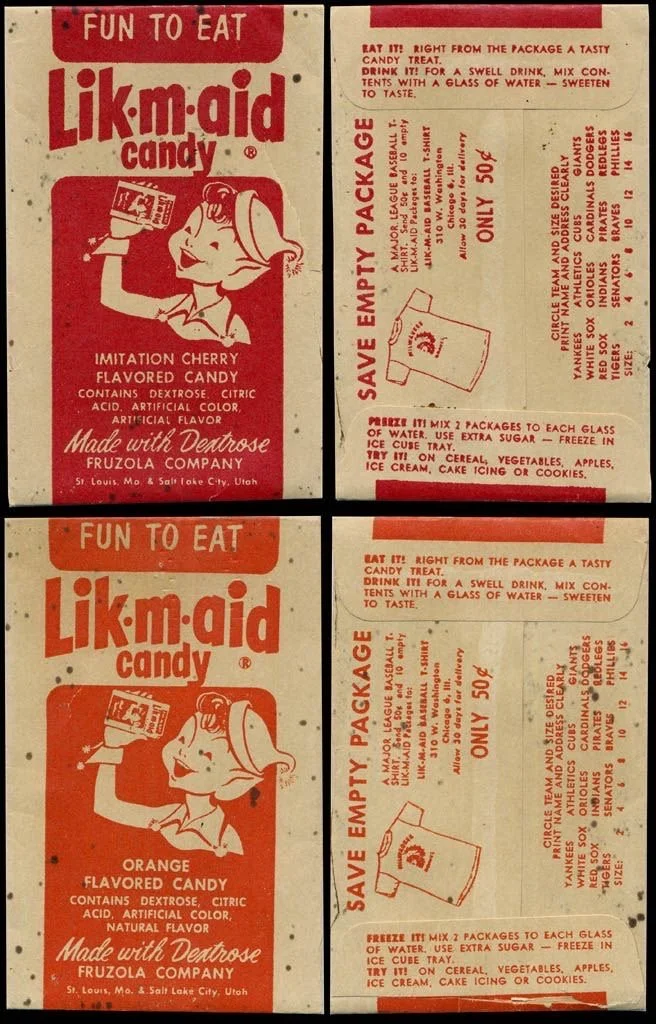 FUN TO EAT
Lik·m·aid
candy ®
IMITATION CHERRY
FLAVORED CANDY
CONTAINS DEXTROSE, CITRIC
ACID, ARTIFICIAL COLOR,
ARTIFICIAL FLAVOR
Made with Dextrose
FRUZOLA COMPANY
St. Louis, Mo. & Salt Lake City, Utah
EAT IT! RIGHT FROM THE PACKAGE A TASTY
CANDY TREAT.
DRINK IT! FOR A SWELL DRINK, MIX CON-
TENTS WITH A GLASS OF WATER — SWEETEN
TO TASTE.
SAVE EMPTY PACKAGE
A MAJOR LEAGUE BASEBALL T-
SHIRT. Send 50¢ and 10 empty
LIK-M-AID Packages to:
LIK-M-AID BASEBALL T-SHIRT
310 W. Washington
Chicago 6, Ill.
Allow 30 days for delivery
ONLY 50¢
MILWAUKEE
BRAVES
CIRCLE TEAM AND SIZE DESIRED
PRINT NAME AND ADDRESS CLEARLY
YANKEES ATHLETICS CUBS GIANTS
WHITE SOX ORIOLES CARDINALS DODGERS
RED SOX INDIANS PIRATES REDLEGS
TIGERS SENATORS BRAVES PHILLIES
SIZE: 2 4 6 8 10 12 14 16
FREEZE IT! MIX 2 PACKAGES TO EACH GLASS
OF WATER. USE EXTRA SUGAR — FREEZE IN
ICE CUBE TRAY.
TRY IT! ON CEREAL, VEGETABLES, APPLES,
ICE CREAM, CAKE ICING OR COOKIES.
FUN TO EAT
Lik·m·aid
candy ®
ORANGE
FLAVORED CANDY
CONTAINS DEXTROSE, CITRIC
ACID, ARTIFICIAL COLOR,
NATURAL FLAVOR
Made with Dextrose
FRUZOLA COMPANY
St. Louis, Mo. & Salt Lake City, Utah
EAT IT! RIGHT FROM THE PACKAGE A TASTY
CANDY TREAT.
DRINK IT! FOR A SWELL DRINK, MIX CON-
TENTS WITH A GLASS OF WATER — SWEETEN
TO TASTE.
SAVE EMPTY PACKAGE
A MAJOR LEAGUE BASEBALL T-
SHIRT. Send 50¢ and 10 empty
LIK-M-AID Packages to:
LIK-M-AID BASEBALL T-SHIRT
310 W. Washington
Chicago 6, Ill.
Allow 30 days for delivery
ONLY 50¢
MILWAUKEE
BRAVES
CIRCLE TEAM AND SIZE DESIRED
PRINT NAME AND ADDRESS CLEARLY
YANKEES ATHLETICS CUBS GIANTS
WHITE SOX ORIOLES CARDINALS DODGERS
RED SOX INDIANS PIRATES REDLEGS
TIGERS SENATORS BRAVES PHILLIES
SIZE: 2 4 6 8 10 12 14 16
FREEZE IT! MIX 2 PACKAGES TO EACH GLASS
OF WATER. USE EXTRA SUGAR — FREEZE IN
ICE CUBE TRAY.
TRY IT! ON CEREAL, VEGETABLES, APPLES,
ICE CREAM, CAKE ICING OR COOKIES.